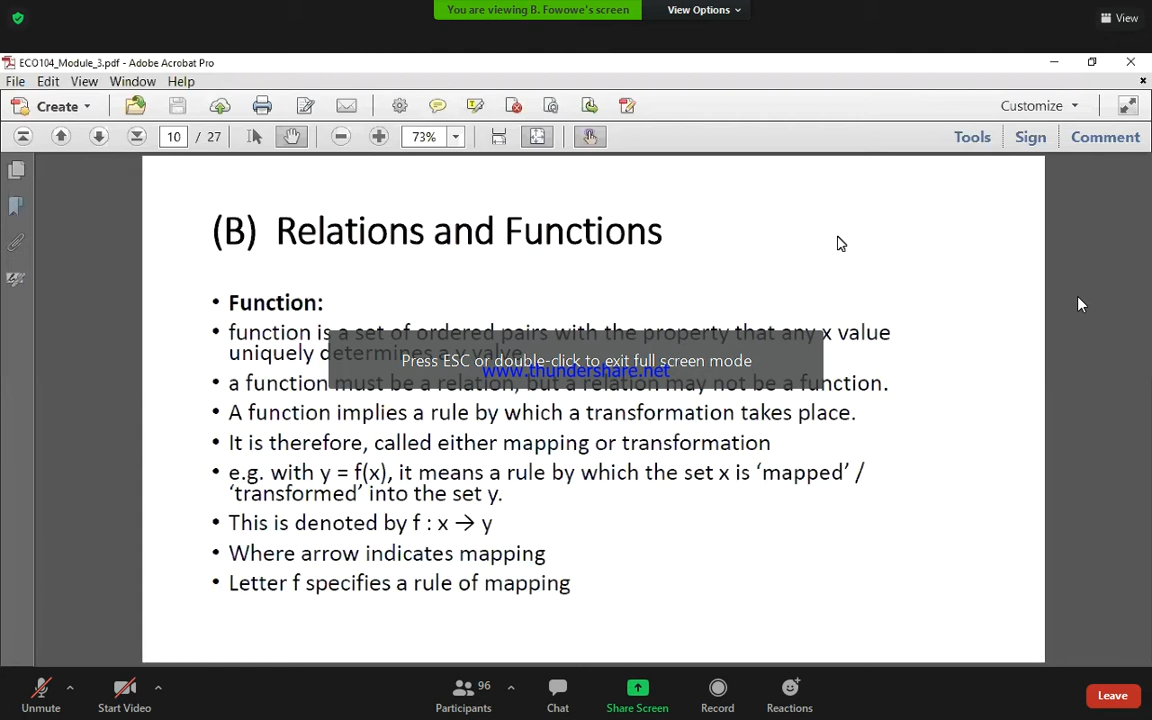 You are viewing B. Fowowe's screen
View Options
View
ECO104_Module_3.pdf - Adobe Acrobat Pro
File Edit View Window Help
Create
Customize
10 / 27
73%
Tools Sign Comment
(B) Relations and Functions
• Function:
• function is a set of ordered pairs with the property that any x value
uniquely determines a y value.
Press ESC or double-click to exit full screen mode
www.thundershare.net
• a function must be a relation, but a relation may not be a function.
• A function implies a rule by which a transformation takes place.
• It is therefore, called either mapping or transformation
• e.g. with y = f(x), it means a rule by which the set x is ‘mapped’ /
‘transformed’ into the set y.
• This is denoted by f : x → y
• Where arrow indicates mapping
• Letter f specifies a rule of mapping
96
Unmute
Start Video
Participants
Chat
Share Screen
Record
Reactions
Leave